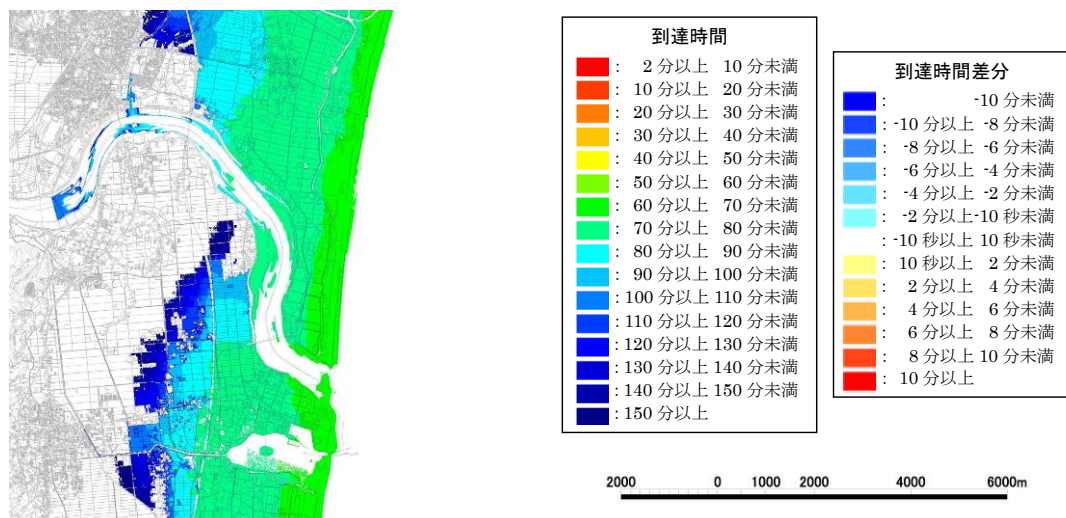 到達時間
: 2 分以上 10 分未満
: 10 分以上 20 分未満
: 20 分以上 30 分未満
: 30 分以上 40 分未満
: 40 分以上 50 分未満
: 50 分以上 60 分未満
: 60 分以上 70 分未満
: 70 分以上 80 分未満
: 80 分以上 90 分未満
: 90 分以上 100 分未満
: 100 分以上 110 分未満
: 110 分以上 120 分未満
: 120 分以上 130 分未満
: 130 分以上 140 分未満
: 140 分以上 150 分未満
: 150 分以上
到達時間差分
: -10 分未満
: -10 分以上 -8 分未満
: -8 分以上 -6 分未満
: -6 分以上 -4 分未満
: -4 分以上 -2 分未満
: -2 分以上 -10 秒未満
: -10 秒以上 10 秒未満
: 10 秒以上 2 分未満
: 2 分以上 4 分未満
: 4 分以上 6 分未満
: 6 分以上 8 分未満
: 8 分以上 10 分未満
: 10 分以上
2000 0 1000 2000 4000 6000m